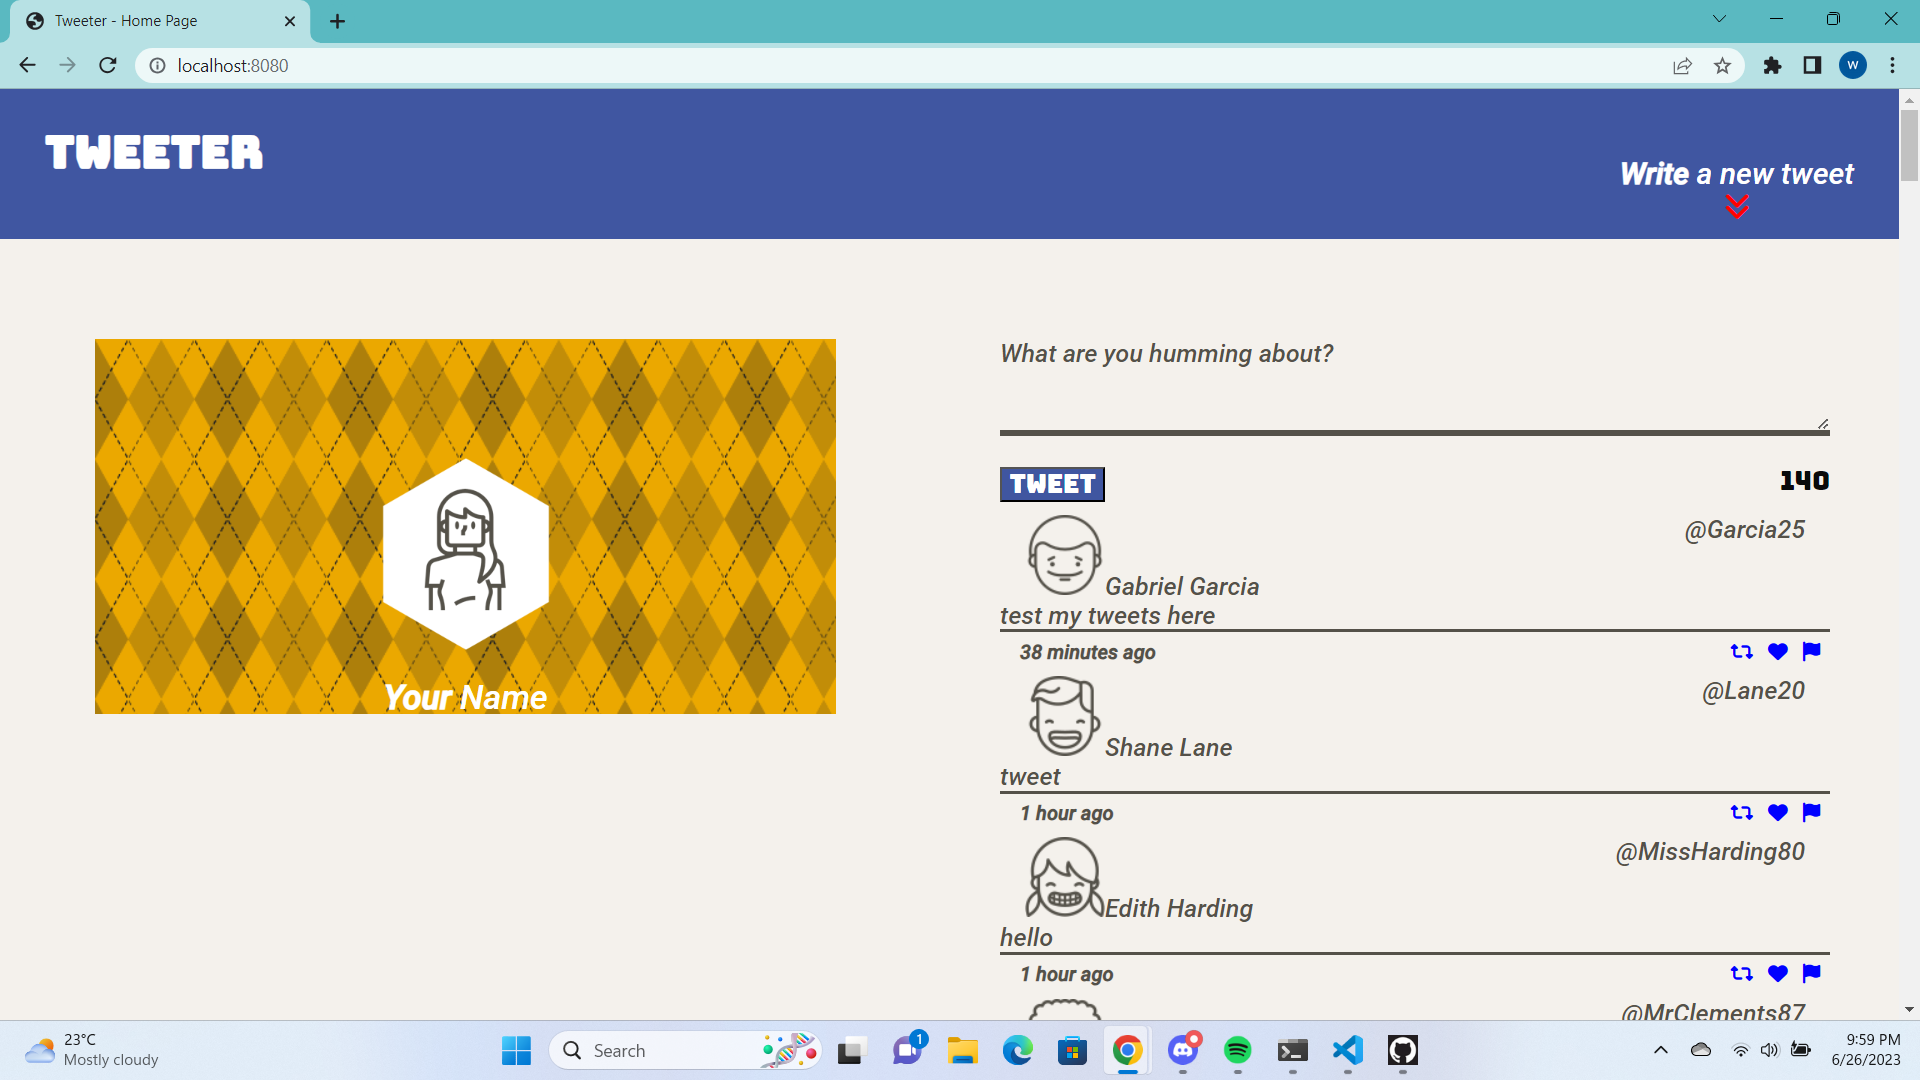 Tweeter - Home Page
localhost:8080
W
TWEETER
Write a new tweet
Your Name
What are you humming about?
TWEET
140
@Garcia25
Gabriel Garcia
test my tweets here
38 minutes ago
@Lane20
Shane Lane
tweet
1 hour ago
@MissHarding80
Edith Harding
hello
1 hour ago
@MrClements87
23°C
Mostly cloudy
Search
1
9:59 PM
6/26/2023